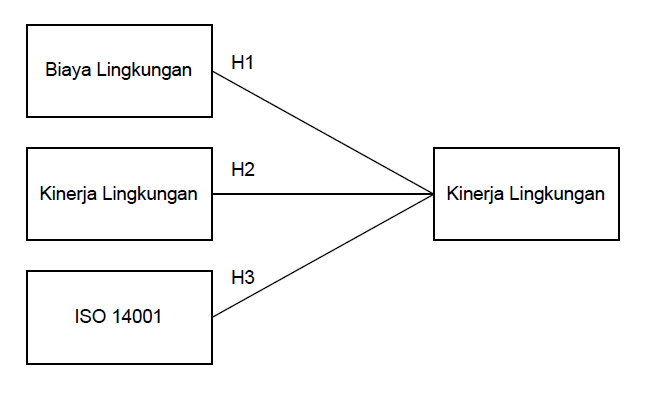 Biaya Lingkungan
H1
Kinerja Lingkungan
H2
Kinerja Lingkungan
ISO 14001
H3